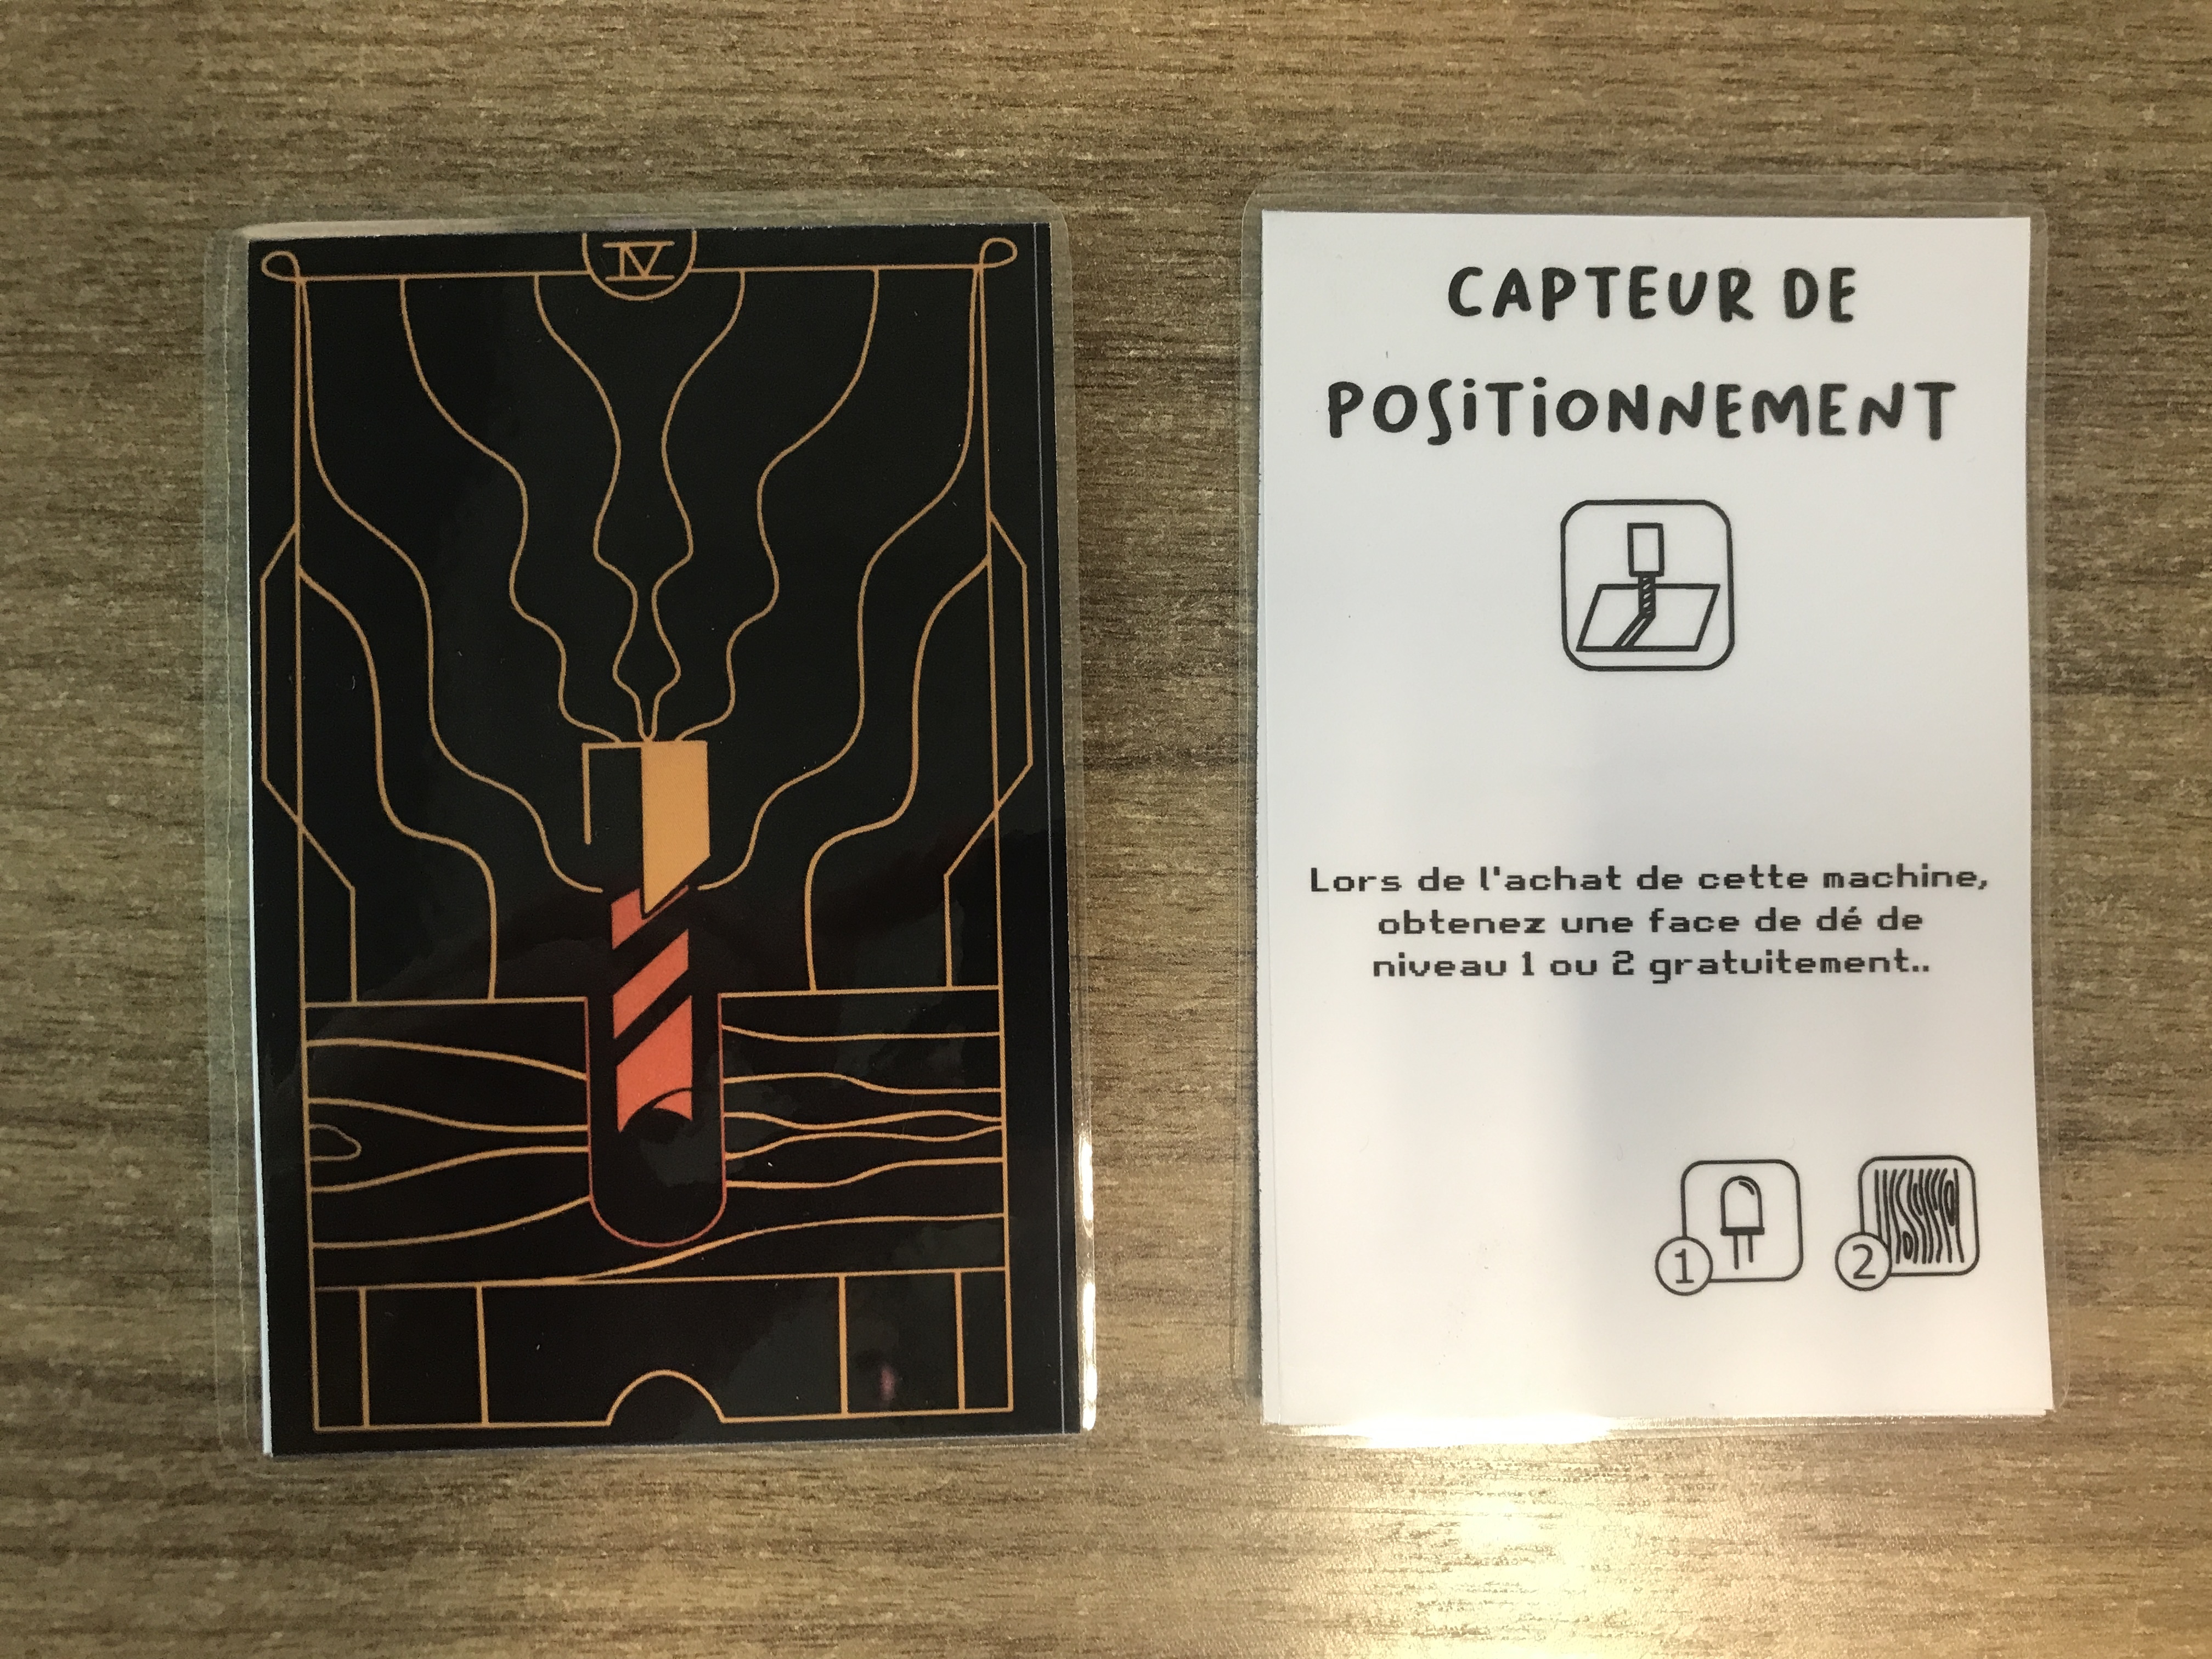 IV
CAPTEUR DE
POSITIONNEMENT
Lors de l'achat de cette machine,
obtenez une face de dé de
niveau 1 ou 2 gratuitement..
1 2